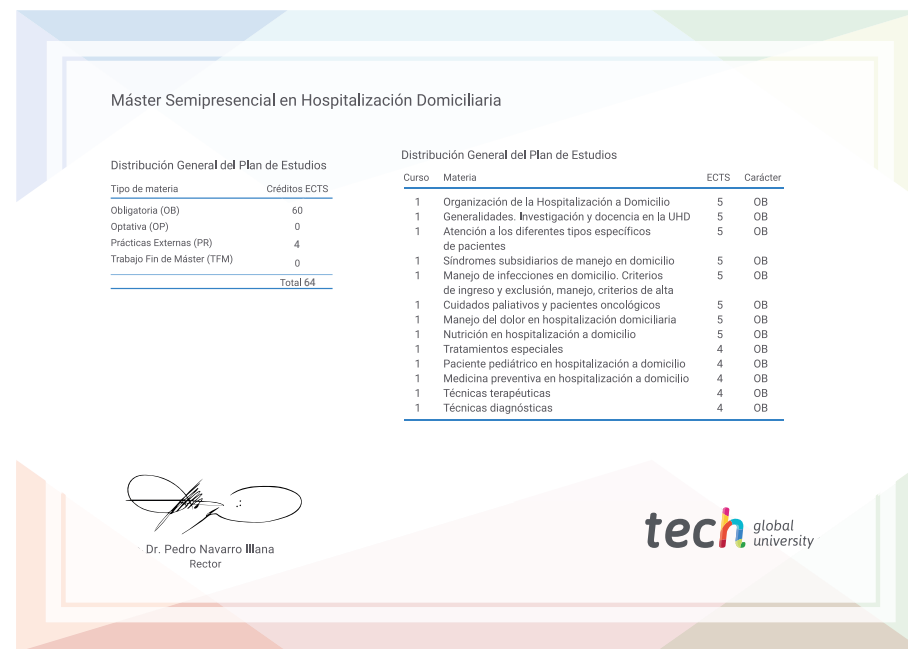 Máster Semipresencial en Hospitalización Domiciliaria
Distribución General del Plan de Estudios
Tipo de materia Créditos ECTS
Obligatoria (OB) 60
Optativa (OP) 0
Prácticas Externas (PR) 4
Trabajo Fin de Máster (TFM) 0
Total 64
Distribución General del Plan de Estudios
Curso Materia ECTS Carácter
1 Organización de la Hospitalización a Domicilio 5 OB
1 Generalidades. Investigación y docencia en la UHD 5 OB
1 Atención a los diferentes tipos específicos 5 OB
de pacientes
1 Síndromes subsidiarios de manejo en domicilio 5 OB
1 Manejo de infecciones en domicilio. Criterios 5 OB
de ingreso y exclusión, manejo, criterios de alta
1 Cuidados paliativos y pacientes oncológicos 5 OB
1 Manejo del dolor en hospitalización domiciliaria 5 OB
1 Nutrición en hospitalización a domicilio 5 OB
1 Tratamientos especiales 4 OB
1 Paciente pediátrico en hospitalización a domicilio 4 OB
1 Medicina preventiva en hospitalización a domicilio 4 OB
1 Técnicas terapéuticas 4 OB
1 Técnicas diagnósticas 4 OB
Dr. Pedro Navarro Illana
Rector
tech global
university